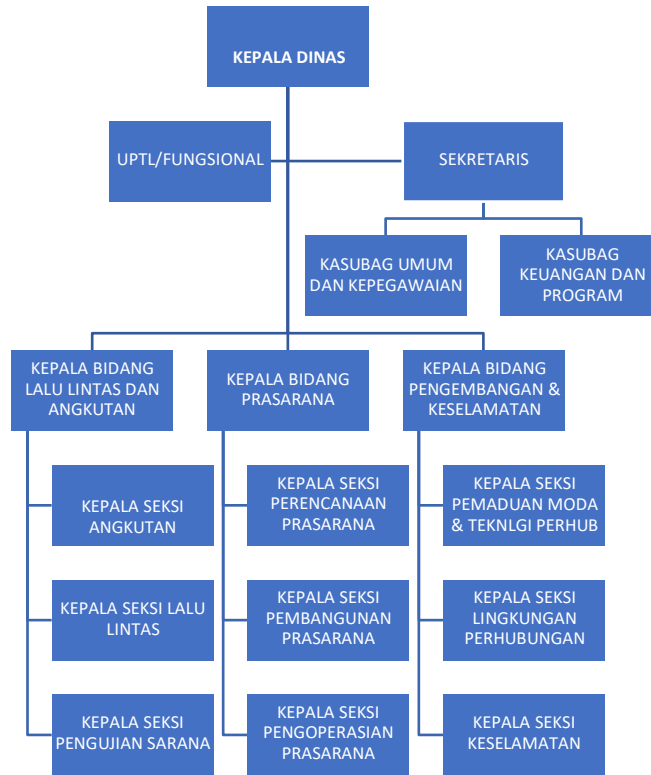 KEPALA DINAS
UPTL/FUNGSIONAL
SEKRETARIS
KASUBAG UMUM
DAN KEPEGAWAIAN
KASUBAG
KEUANGAN DAN
PROGRAM
KEPALA BIDANG
LALU LINTAS DAN
ANGKUTAN
KEPALA BIDANG
PRASARANA
KEPALA BIDANG
PENGEMBANGAN &
KESELAMATAN
KEPALA SEKSI
ANGKUTAN
KEPALA SEKSI
PERENCANAAN
PRASARANA
KEPALA SEKSI
PEMADUAN MODA
& TEKNLGI PERHUB
KEPALA SEKSI LALU
LINTAS
KEPALA SEKSI
PEMBANGUNAN
PRASARANA
KEPALA SEKSI
LINGKUNGAN
PERHUBUNGAN
KEPALA SEKSI
PENGUJIAN SARANA
KEPALA SEKSI
PENGOPERASIAN
PRASARANA
KEPALA SEKSI
KESELAMATAN